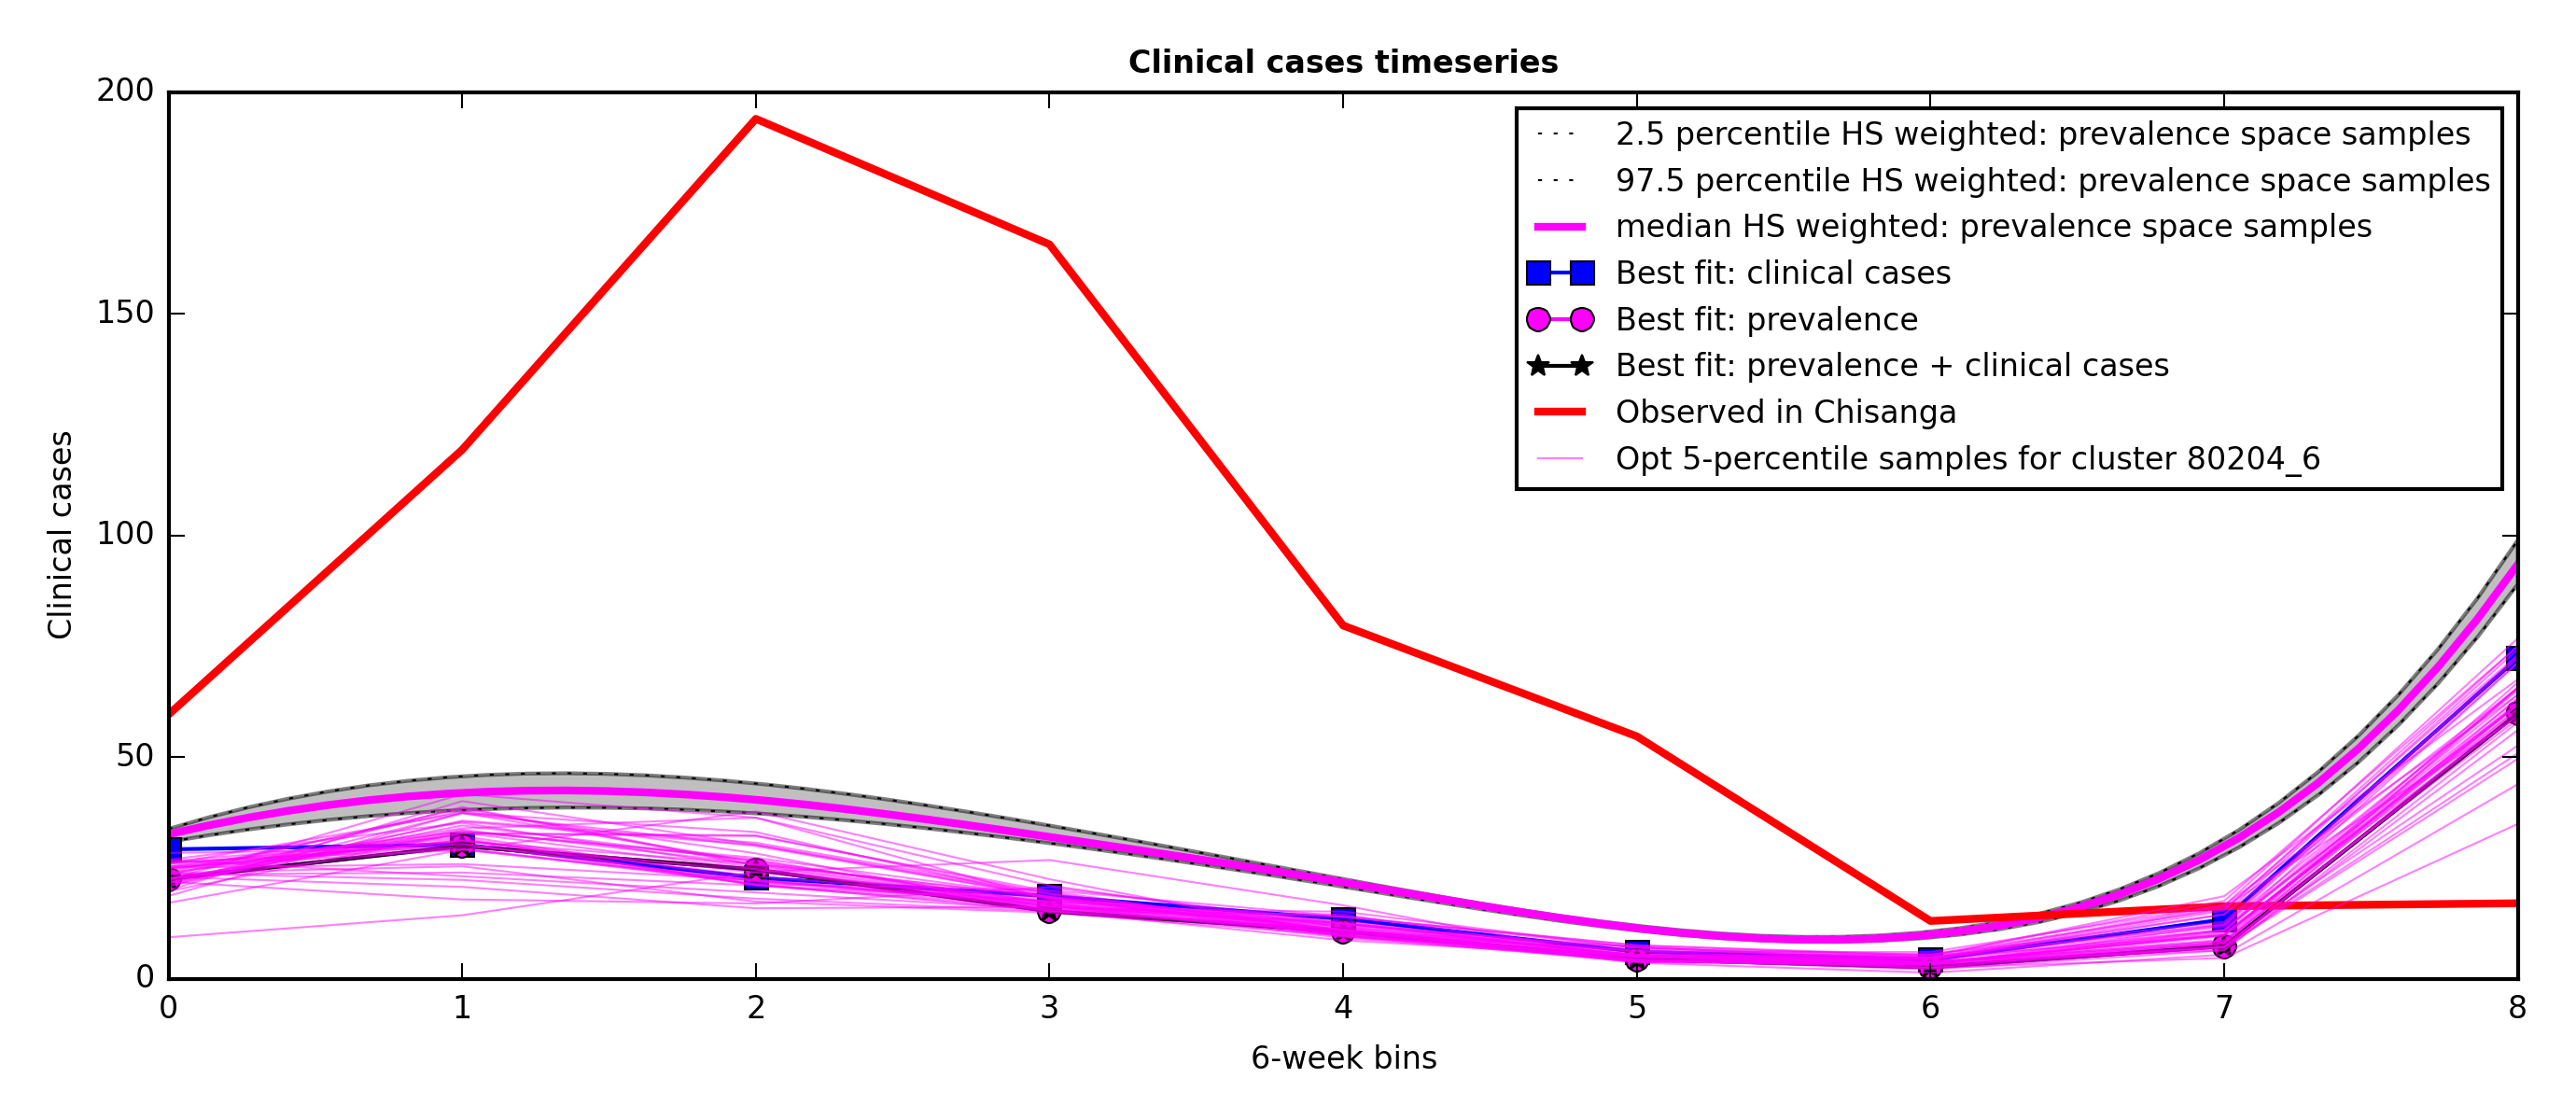 Clinical cases timeseries
200
150
100
50
0
Clinical cases
2.5 percentile HS weighted: prevalence space samples
97.5 percentile HS weighted: prevalence space samples
median HS weighted: prevalence space samples
Best fit: clinical cases
Best fit: prevalence
Best fit: prevalence + clinical cases
Observed in Chisanga
Opt 5-percentile samples for cluster 80204_6
0 1 2 3 4 5 6 7 8
6-week bins